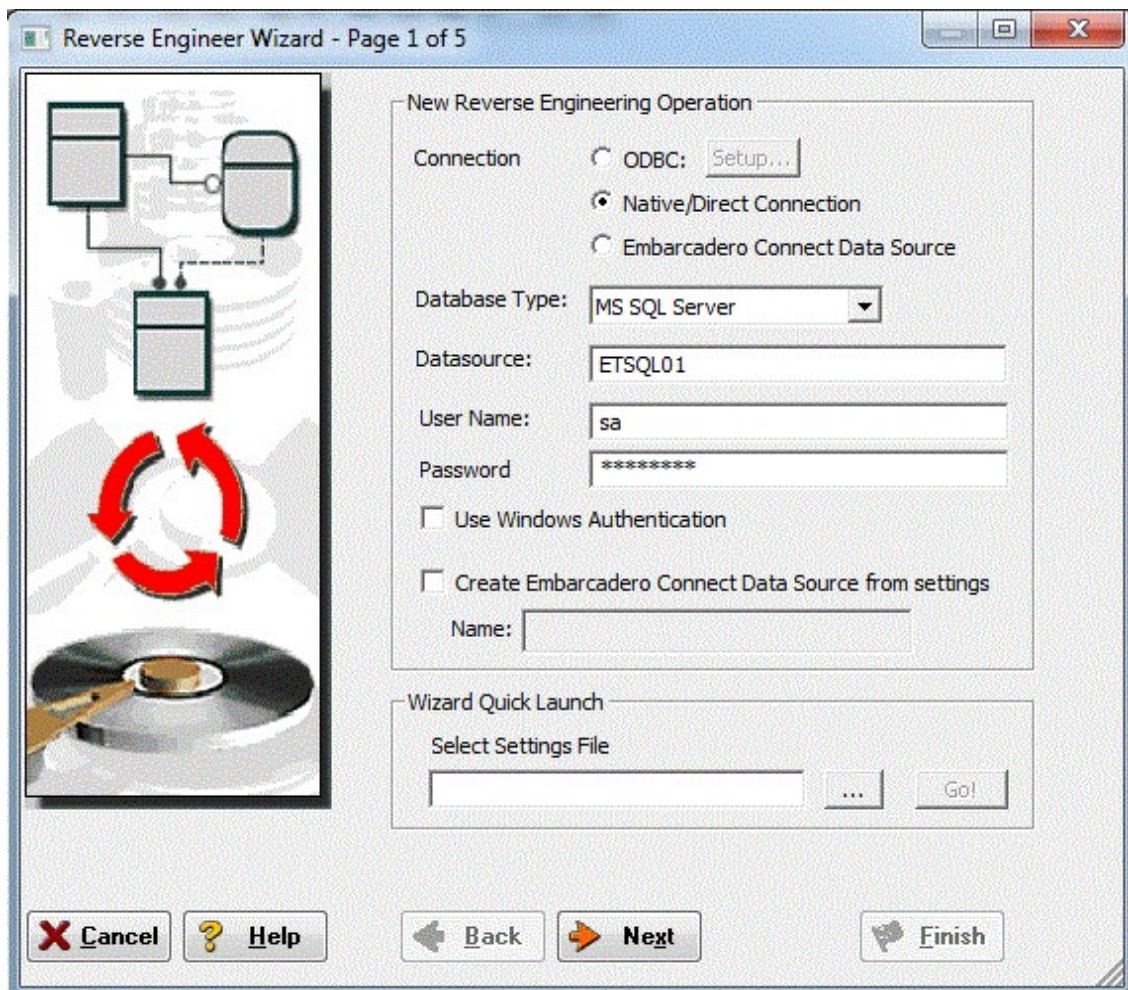 Reverse Engineer Wizard - Page 1 of 5
New Reverse Engineering Operation
Connection
ODBC: Setup...
Native/Direct Connection
Embarcadero Connect Data Source
Database Type: MS SQL Server
Datasource: ETSQL01
User Name: sa
Password ********
Use Windows Authentication
Create Embarcadero Connect Data Source from settings
Name:
Wizard Quick Launch
Select Settings File
... Go!
Cancel ? Help Back Next Finish